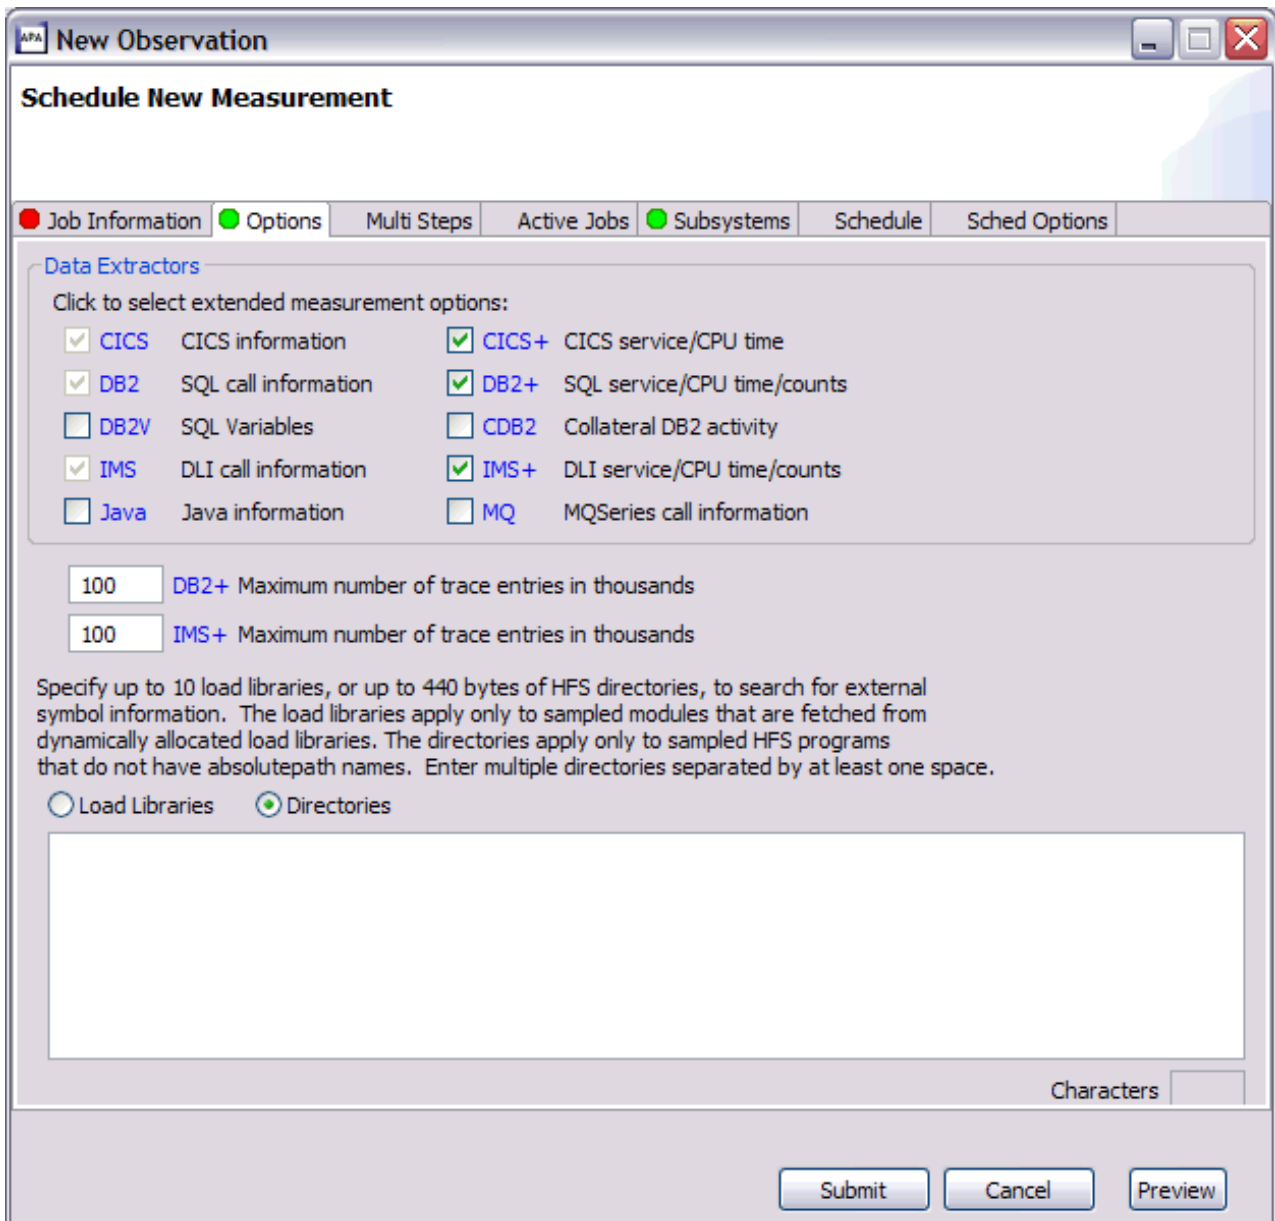 APA New Observation
Schedule New Measurement
Job Information Options Multi Steps Active Jobs Subsystems Schedule Sched Options
Data Extractors
Click to select extended measurement options:
CICS CICS information CICS+ CICS service/CPU time
DB2 SQL call information DB2+ SQL service/CPU time/counts
DB2V SQL Variables CDB2 Collateral DB2 activity
IMS DLI call information IMS+ DLI service/CPU time/counts
Java Java information MQ MQSeries call information
100 DB2+ Maximum number of trace entries in thousands
100 IMS+ Maximum number of trace entries in thousands
Specify up to 10 load libraries, or up to 440 bytes of HFS directories, to search for external
symbol information. The load libraries apply only to sampled modules that are fetched from
dynamically allocated load libraries. The directories apply only to sampled HFS programs
that do not have absolutepath names. Enter multiple directories separated by at least one space.
Load Libraries Directories
Characters
Submit Cancel Preview